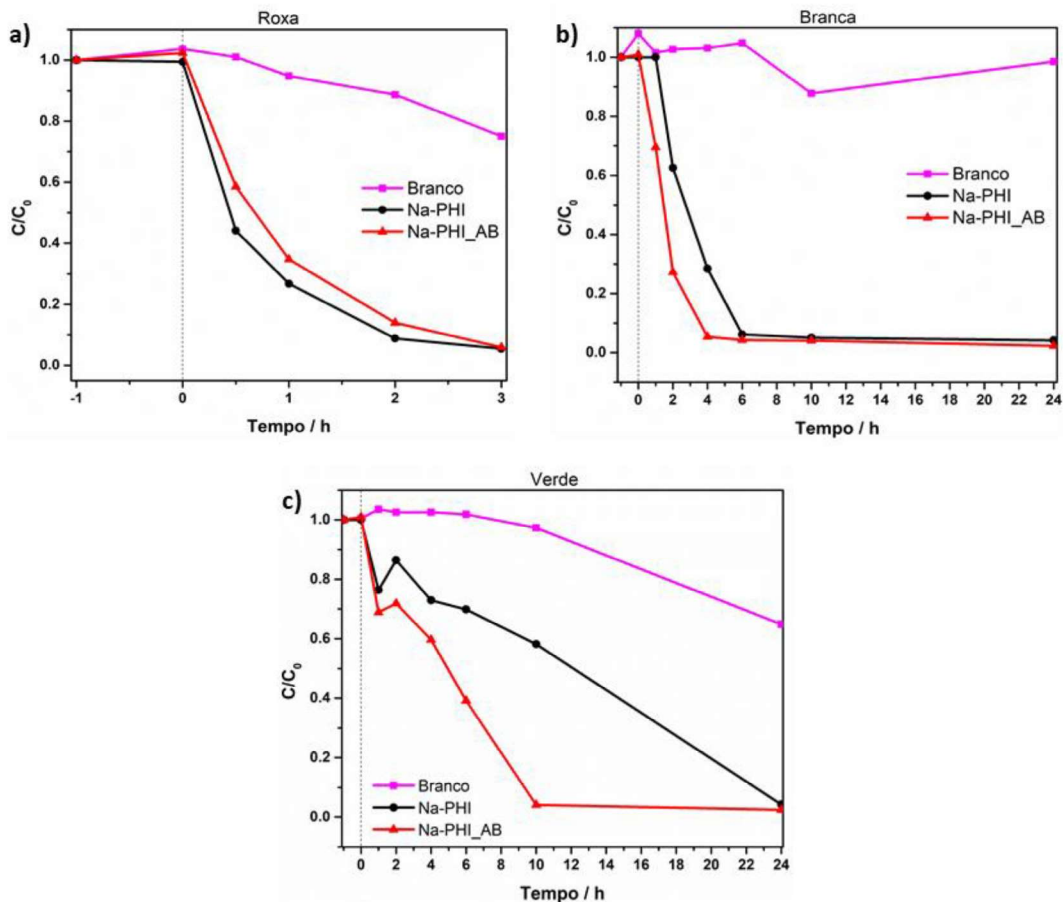 a)
Roxa
C/C0
1.0
0.8
0.6
0.4
0.2
0.0
Branco
Na-PHI
Na-PHI_AB
-1 0 1 2 3
Tempo / h
b)
Branca
C/C0
1.0
0.8
0.6
0.4
0.2
0.0
Branco
Na-PHI
Na-PHI_AB
0 2 4 6 8 10 12 14 16 18 20 22 24
Tempo / h
c)
Verde
C/C0
1.0
0.8
0.6
0.4
0.2
0.0
Branco
Na-PHI
Na-PHI_AB
0 2 4 6 8 10 12 14 16 18 20 22 24
Tempo / h